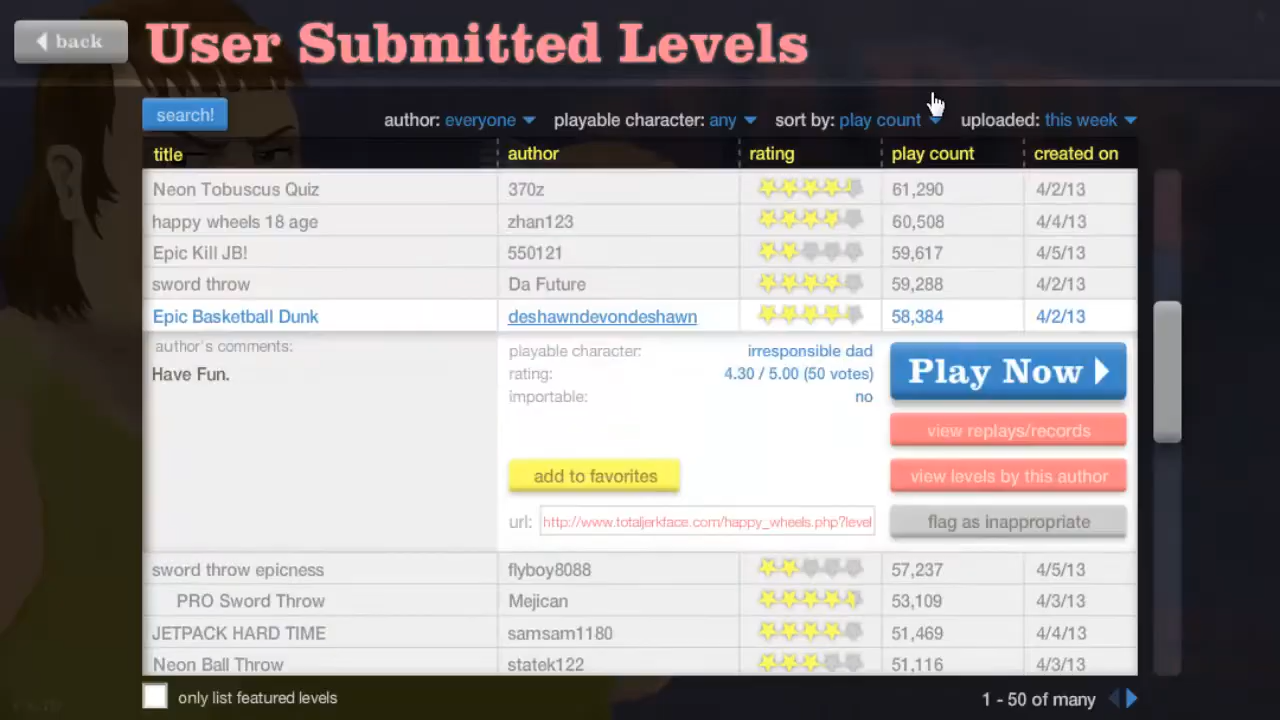 back
User Submitted Levels
search! author: everyone playable character: any sort by: play count uploaded: this week
title author rating play count created on
Neon Tobuscus Quiz 370z 61,290 4/2/13
happy wheels 18 age zhan123 60,508 4/4/13
Epic Kill JB! 550121 59,617 4/5/13
sword throw Da Future 59,288 4/2/13
Epic Basketball Dunk deshawndevondeshawn 58,384 4/2/13
author's comments:
Have Fun.
playable character: irresponsible dad
rating: 4.30 / 5.00 (50 votes)
importable: no
add to favorites
url: http://www.totaljerkface.com/happy_wheels.php?level
Play Now
view replays/records
view levels by this author
flag as inappropriate
sword throw epicness flyboy8088 57,237 4/5/13
PRO Sword Throw Mejican 53,109 4/3/13
JETPACK HARD TIME samsam1180 51,469 4/4/13
Neon Ball Throw statek122 51,116 4/3/13
only list featured levels
1 - 50 of many